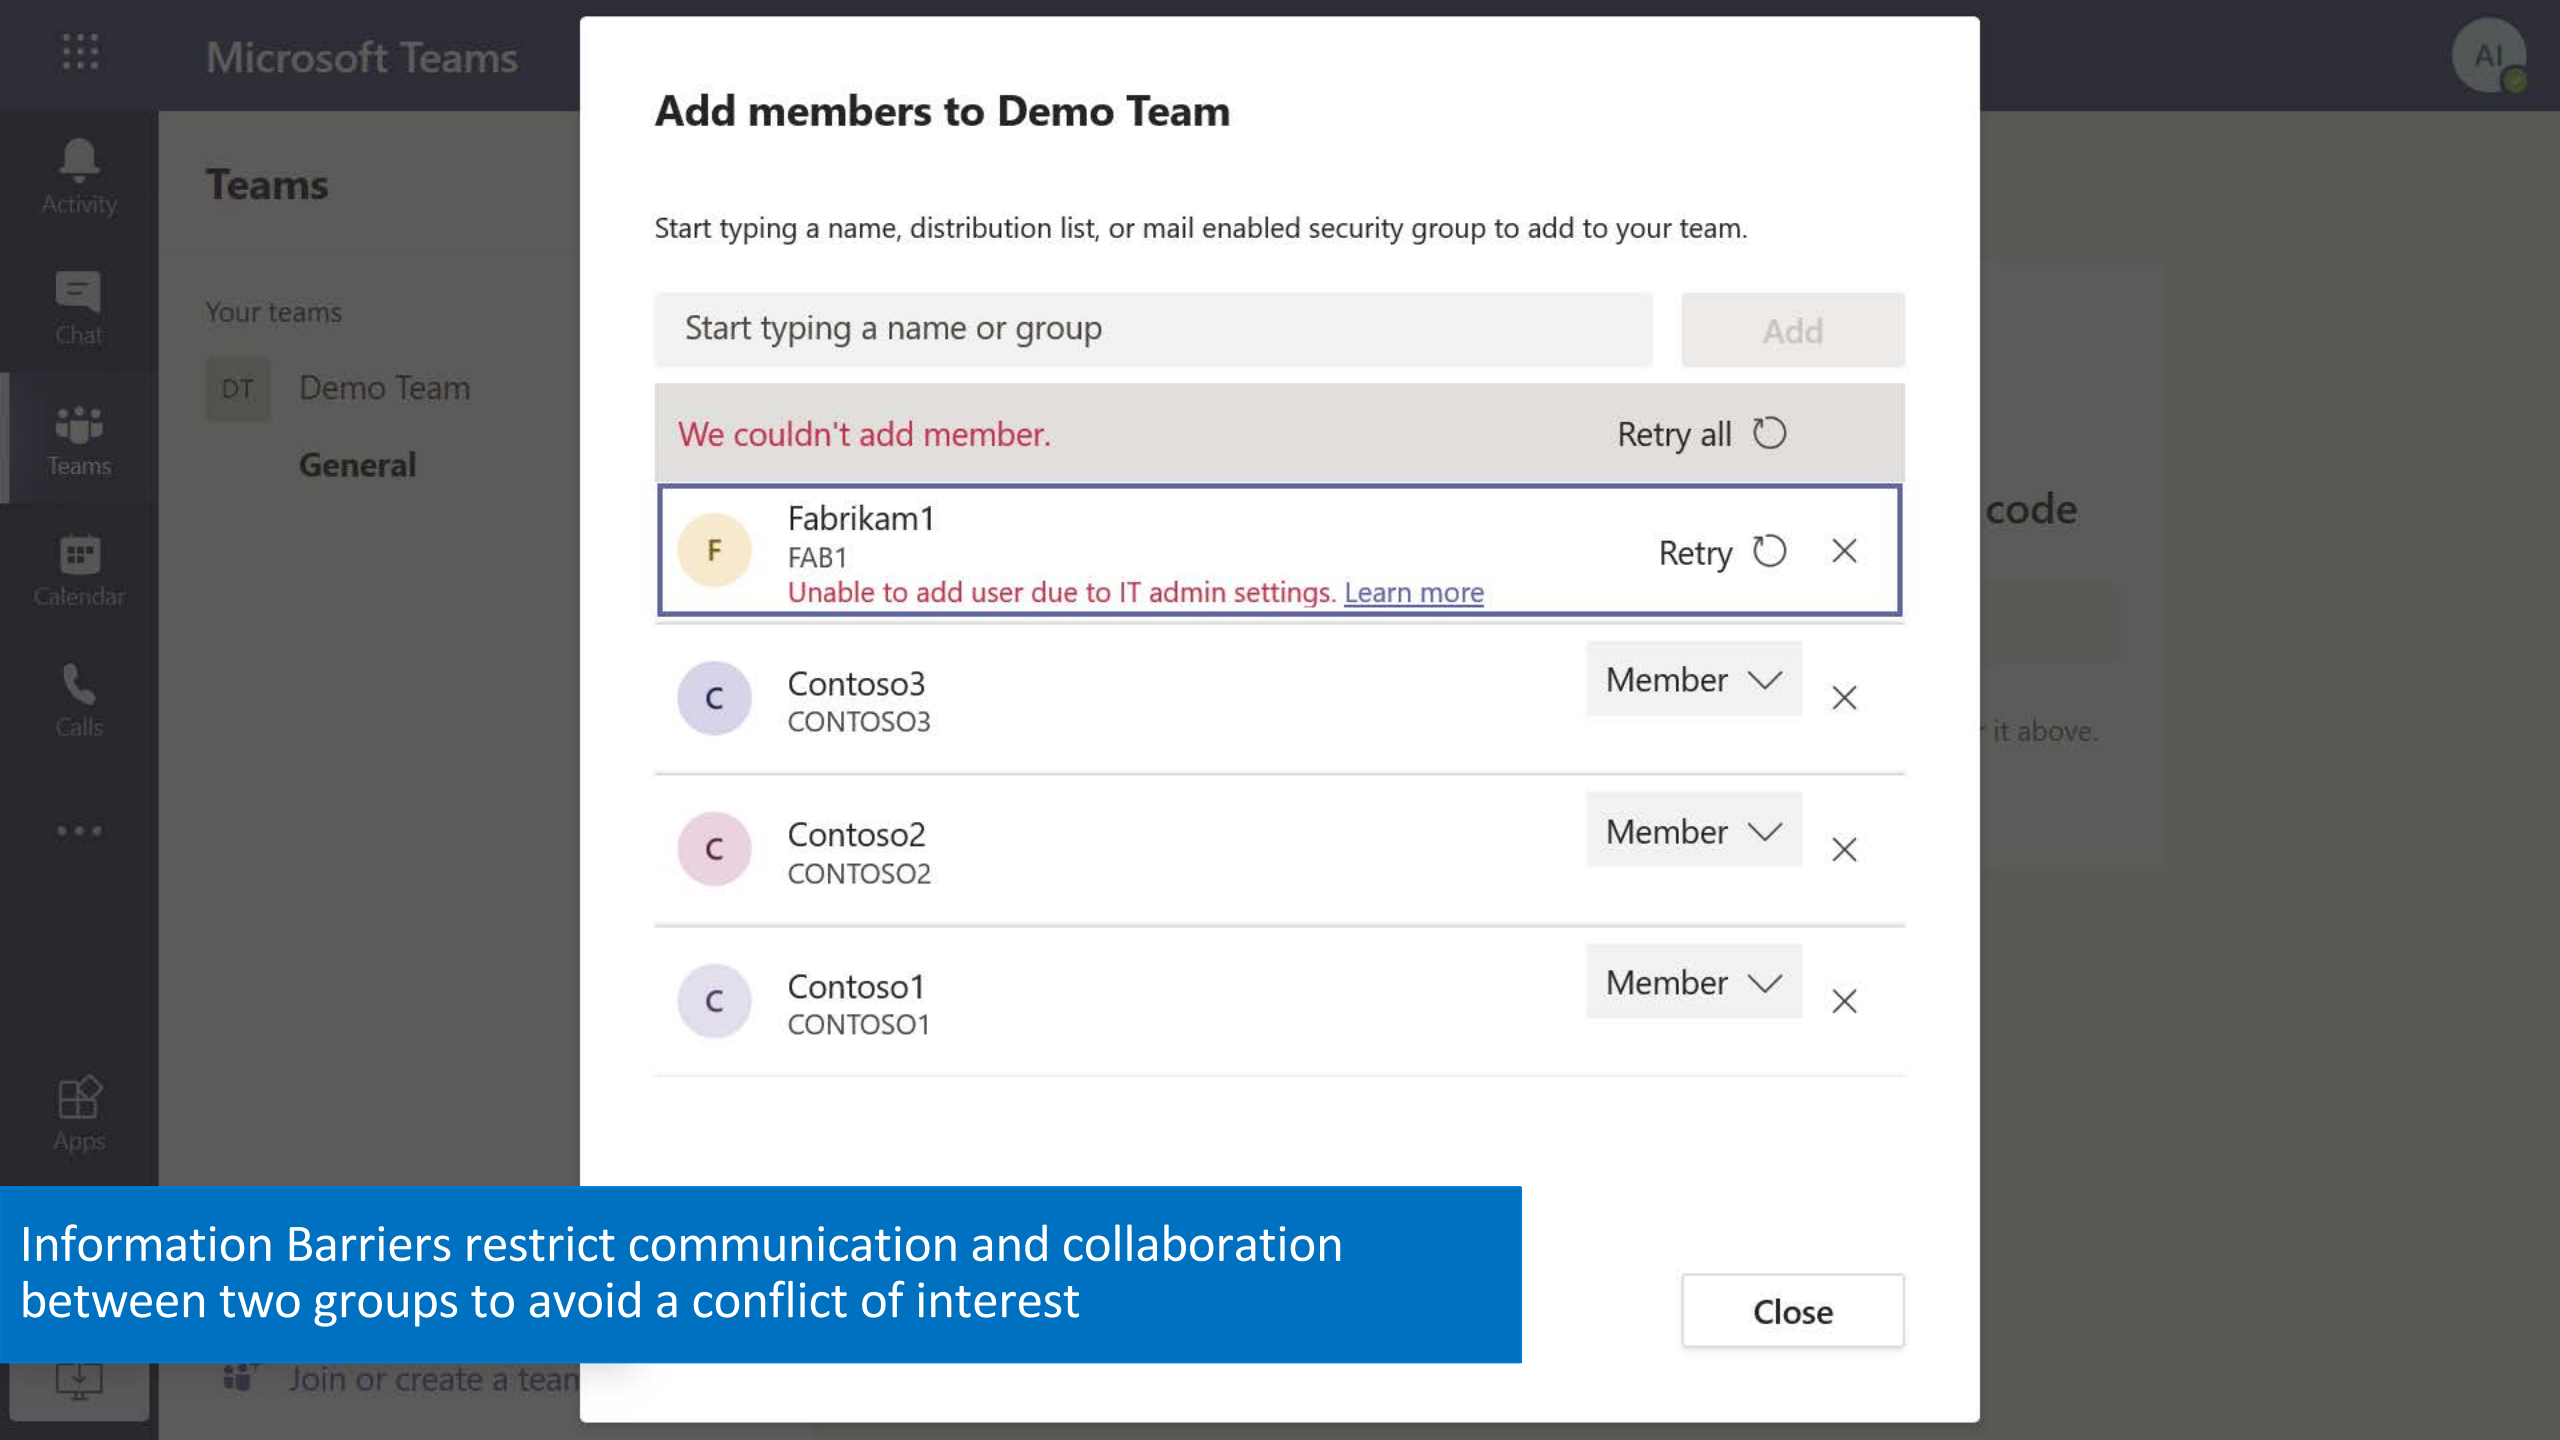 Microsoft Teams
AI
Activity
Chat
Teams
Calendar
Calls
Apps
Teams
Your teams
DT Demo Team
General
Join or create a tean
Add members to Demo Team
Start typing a name, distribution list, or mail enabled security group to add to your team.
Start typing a name or group
Add
We couldn't add member.
Retry all
F
Fabrikam1
FAB1
Unable to add user due to IT admin settings. Learn more
Retry
C
Contoso3
CONTOSO3
Member
C
Contoso2
CONTOSO2
Member
C
Contoso1
CONTOSO1
Member
Close
code
it above.
Information Barriers restrict communication and collaboration
between two groups to avoid a conflict of interest